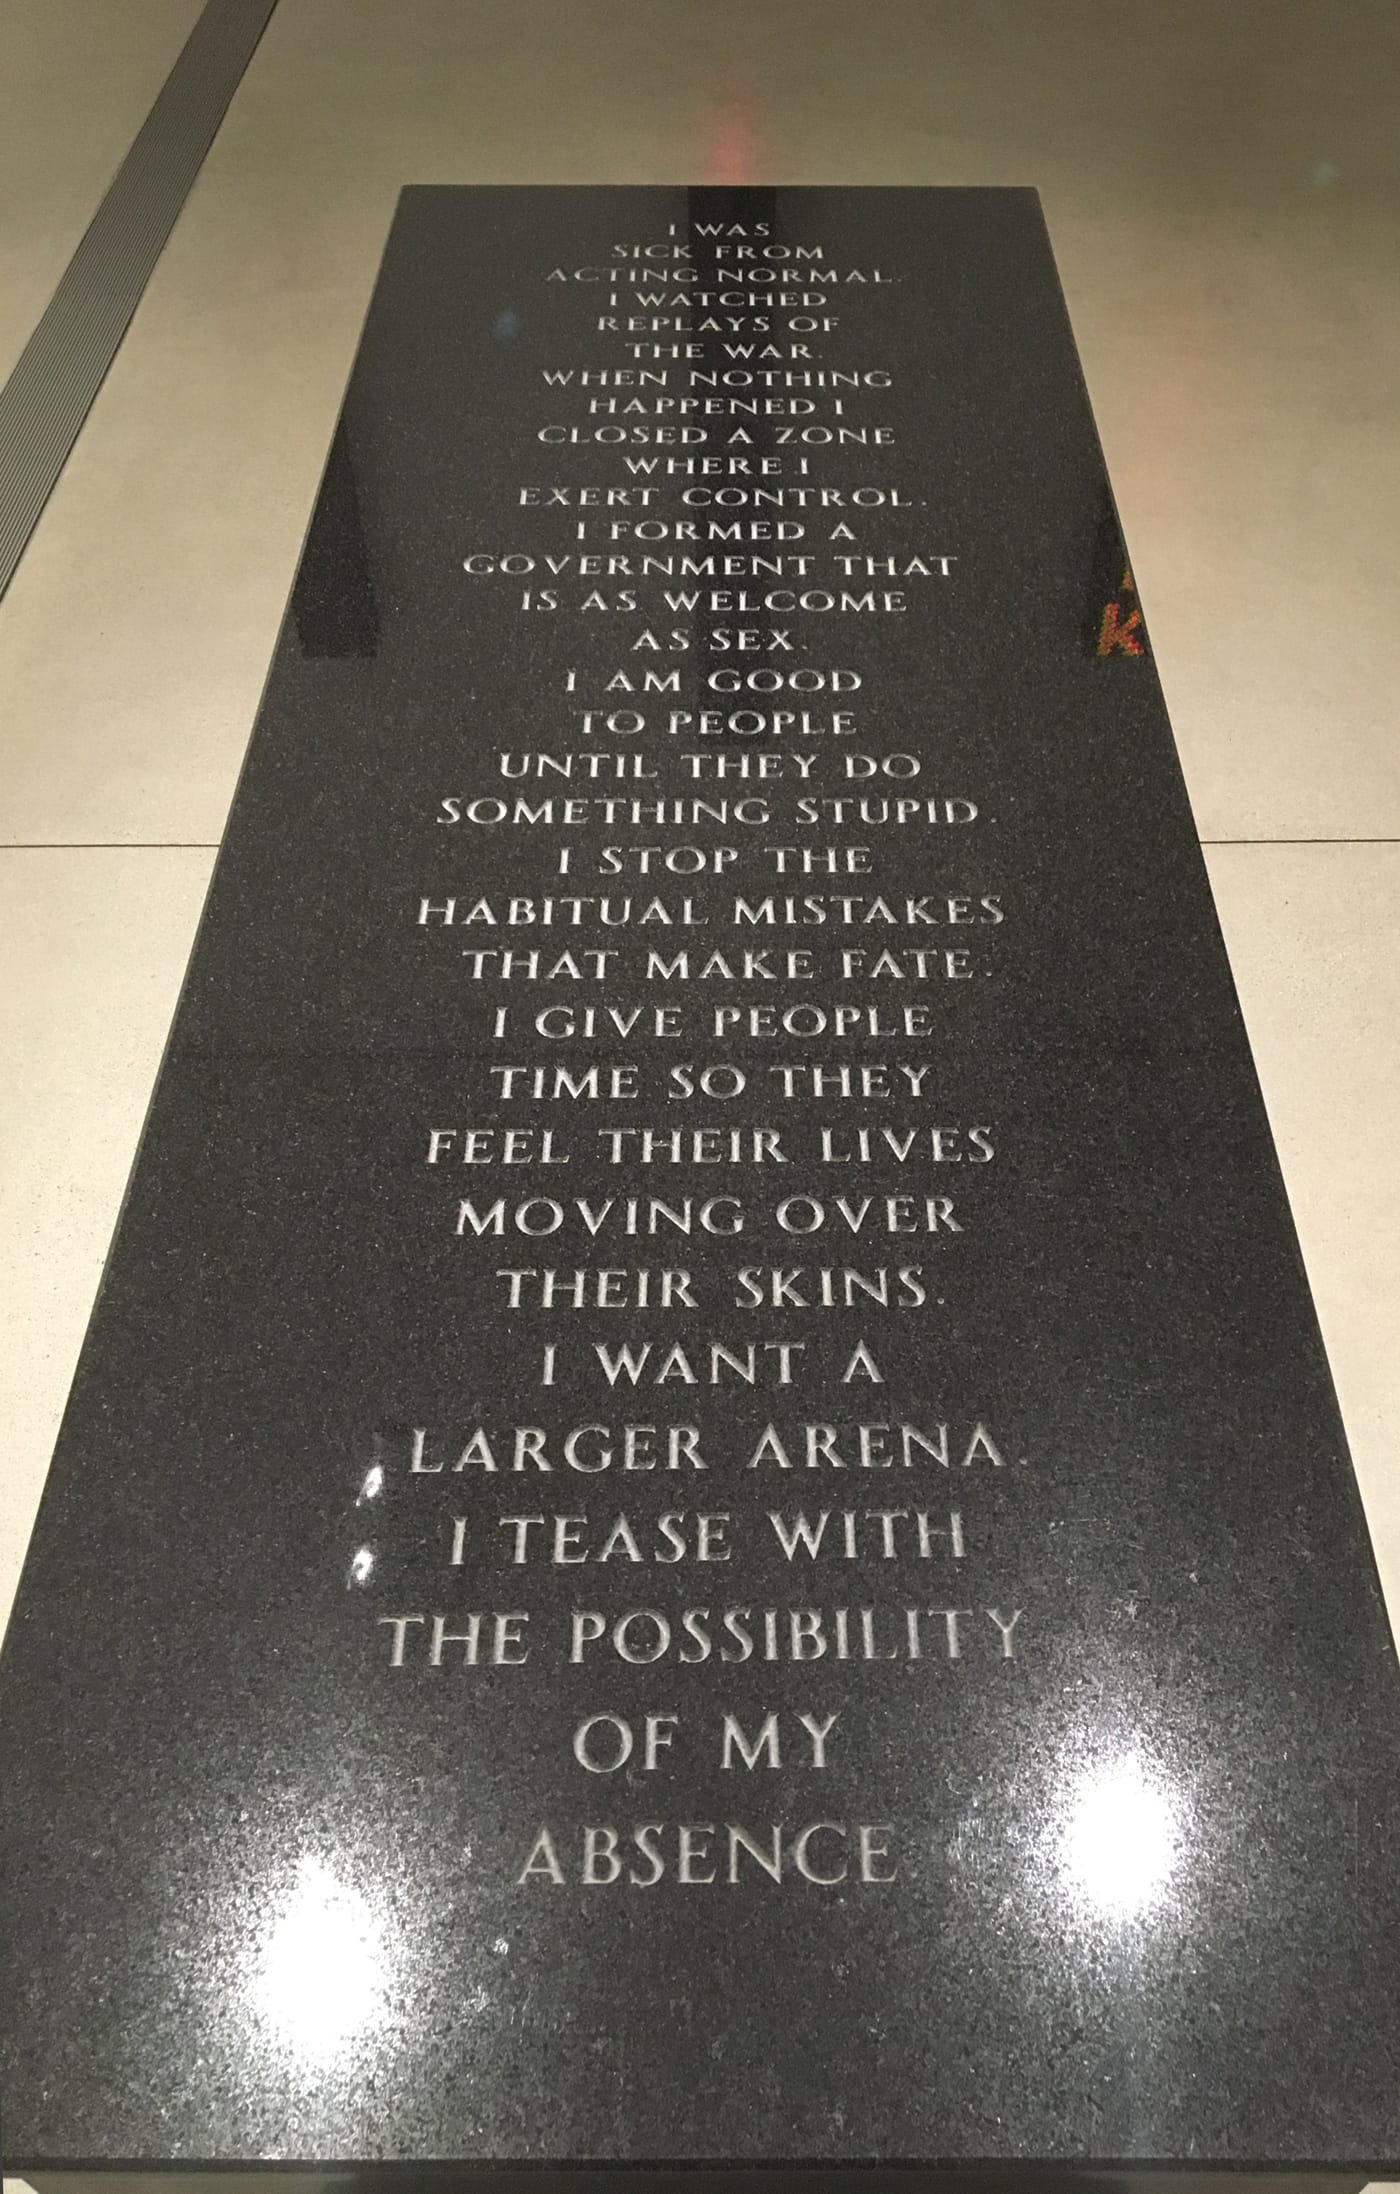 I WAS
SICK FROM
ACTING NORMAL.
I WATCHED
REPLAYS OF
THE WAR.
WHEN NOTHING
HAPPENED I
CLOSED A ZONE
WHERE I
EXERT CONTROL.
I FORMED A
GOVERNMENT THAT
IS AS WELCOME
AS SEX.
I AM GOOD
TO PEOPLE
UNTIL THEY DO
SOMETHING STUPID.
I STOP THE
HABITUAL MISTAKES
THAT MAKE FATE.
I GIVE PEOPLE
TIME SO THEY
FEEL THEIR LIVES
MOVING OVER
THEIR SKINS.
I WANT A
LARGER ARENA.
I TEASE WITH
THE POSSIBILITY
OF MY
ABSENCE.
K